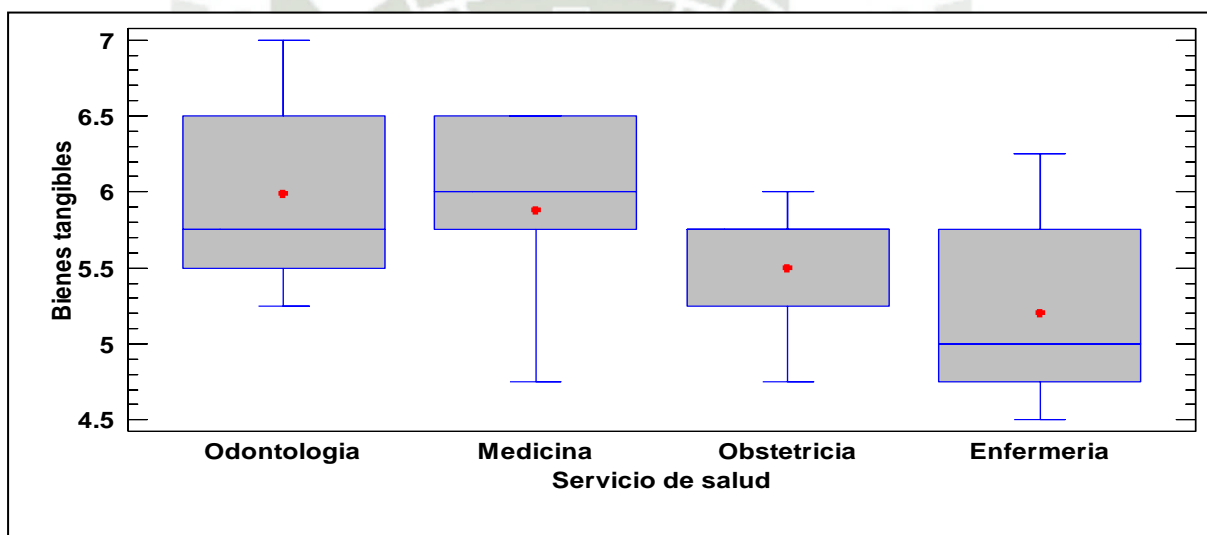 7
6.5
6
5.5
5
4.5
Bienes tangibles
Odontologia Medicina Obstetricia Enfermeria
Servicio de salud